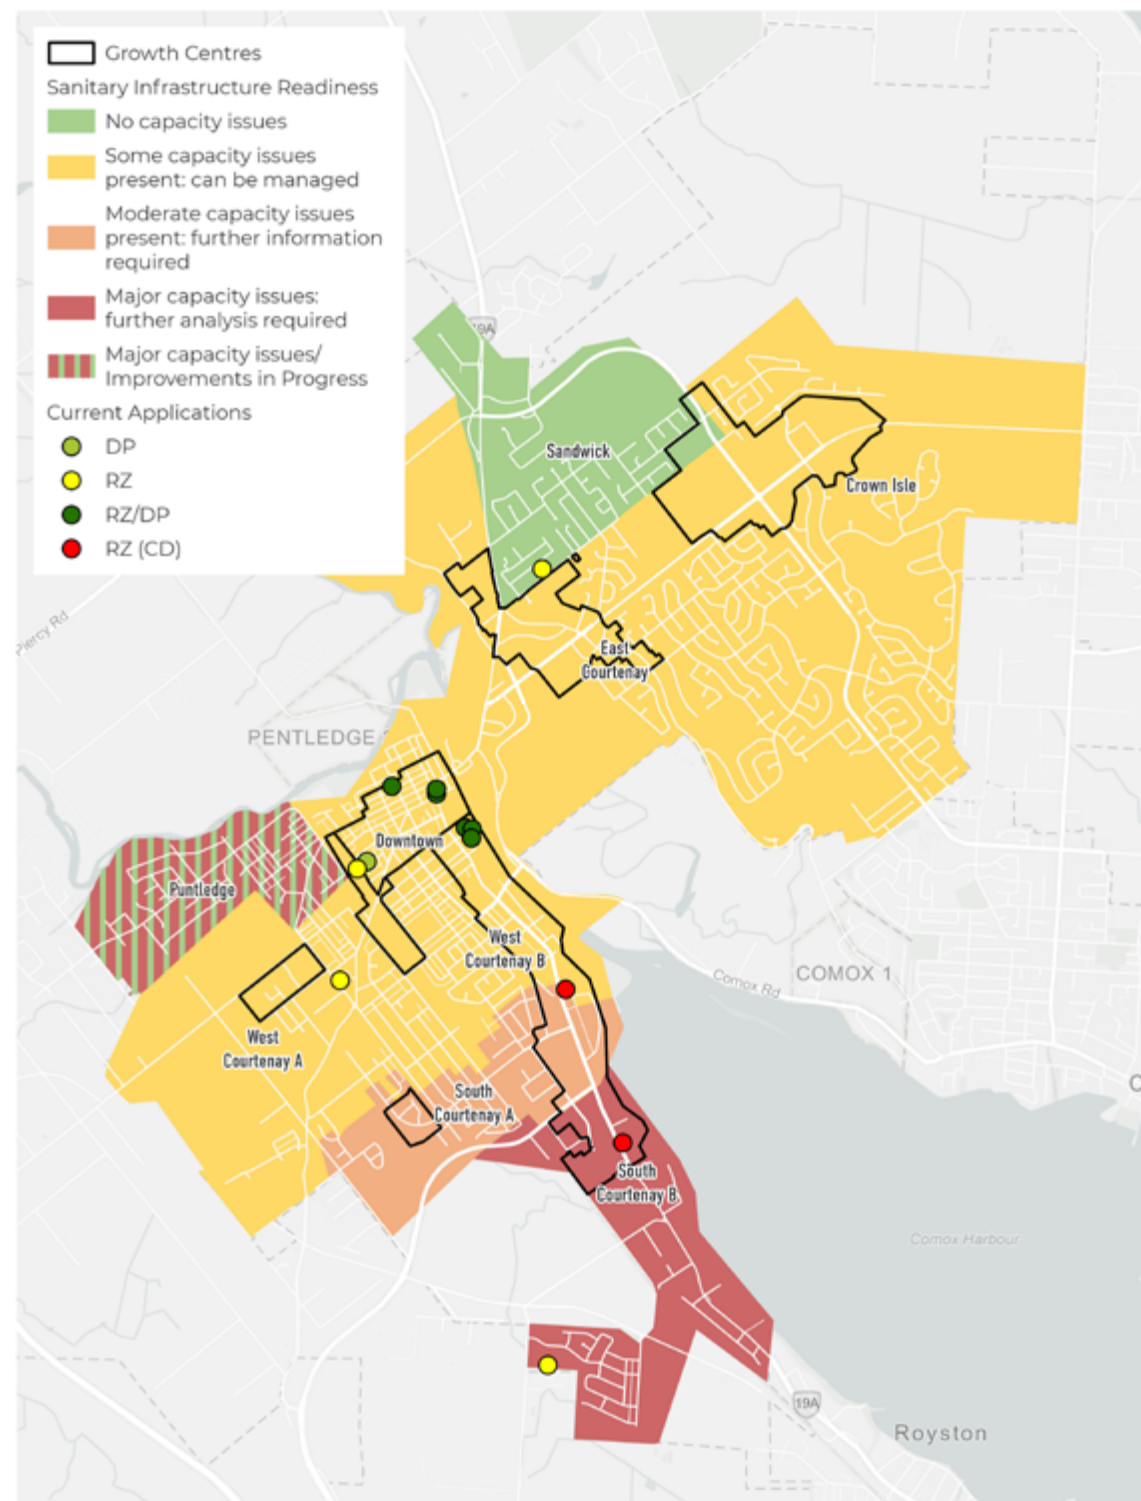 Growth Centres
Sanitary Infrastructure Readiness
No capacity issues
Some capacity issues
present: can be managed
Moderate capacity issues
present: further information
required
Major capacity issues:
further analysis required
Major capacity issues/
Improvements in Progress
Current Applications
DP
RZ
RZ/DP
RZ (CD)
19A
Sandwick
Crown Isle
Piercy Rd
East
Courtenay
PENTLEDGE 2
Downtown
Puntledge
West
Courtenay B
Comox Rd
COMOX 1
West
Courtenay A
South
Courtenay A
C
South
Courtenay B
Comox Harbour
19A
Royston